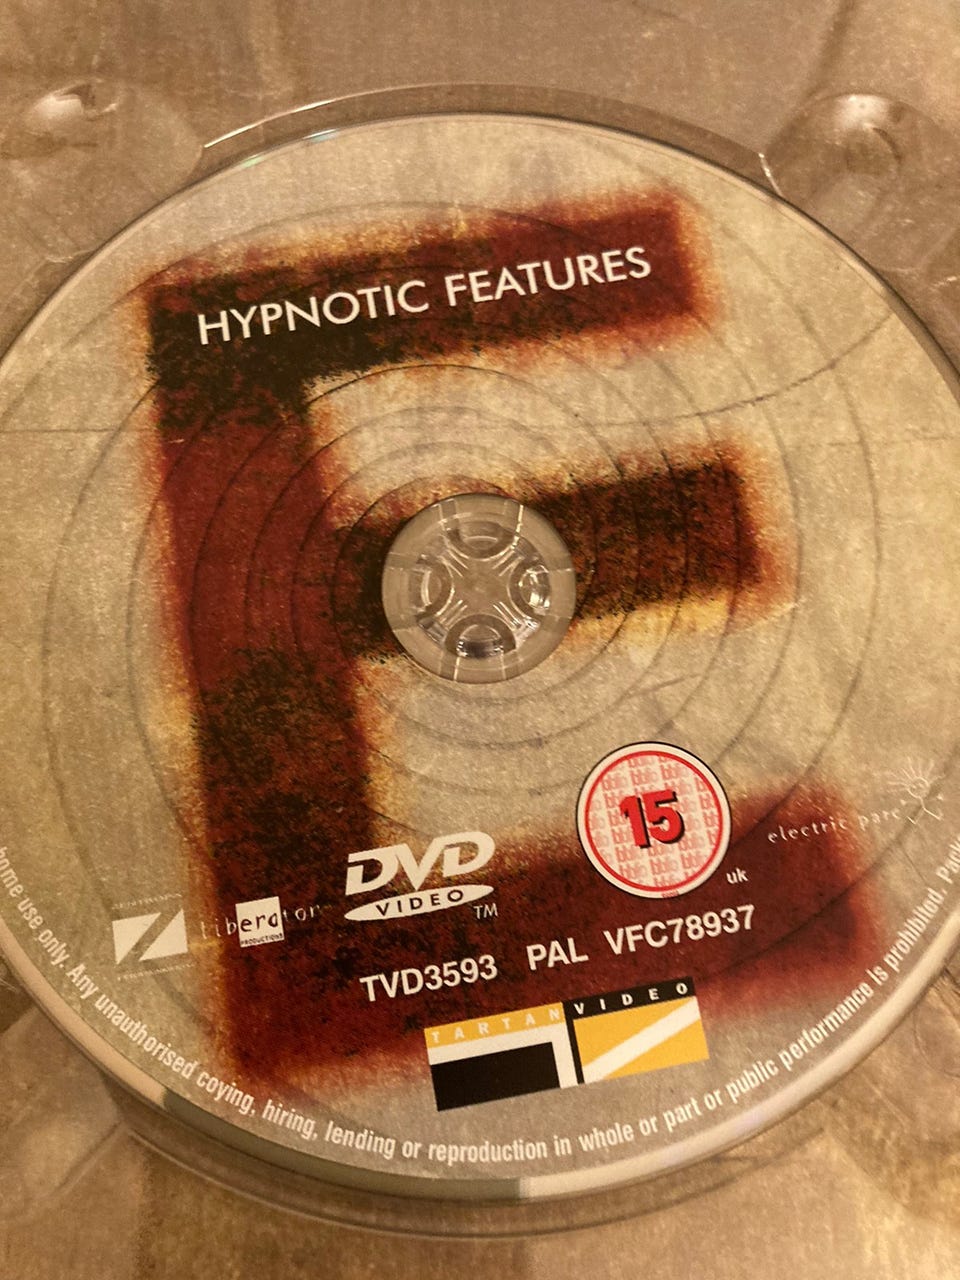 HYPNOTIC FEATURES
15
uk
electric parc
DVD
VIDEO
TM
liberator
PRODUCTIONS
TVD3593 PAL VFC78937
TARTAN VIDEO
home use only. Any unauthorised coying, hiring, lending or reproduction in whole or part or public performance is prohibited.